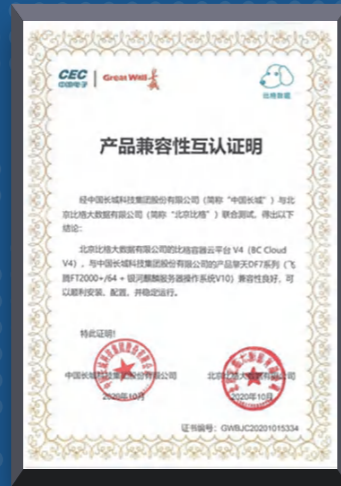 CEC
中国电子
Great Wall
比格数据
产品兼容性互认证明
经中国长城科技集团股份有限公司（简称“中国长城”）与北
京比格大数据有限公司（简称“北京比格”）联合测试，得出以下
结论：
北京比格大数据有限公司的比格容器云平台 V4（BC Cloud
V4），与中国长城科技集团股份有限公司的产品擎天DF7系列（飞
腾FT2000+/64 + 银河麒麟服务器操作系统V10）兼容性良好，可
以顺利安装、配置，并稳定运行。
特此证明！
中国长城科技集团股份有限公司
北京比格大数据有限公司
2020年10月
2020年10月
证书编号：GWBJC20201015334